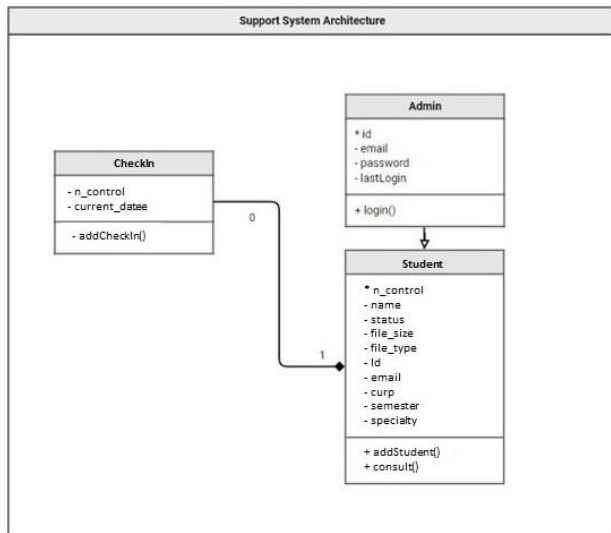 Support System Architecture
Admin
* id
- email
- password
- lastLogin
+ login()
CheckIn
- n_control
- current_datee
- addCheckIn()
0
1
Student
* n_control
- name
- status
- file_size
- file_type
- Id
- email
- curp
- semester
- specialty
+ addStudent()
+ consult()